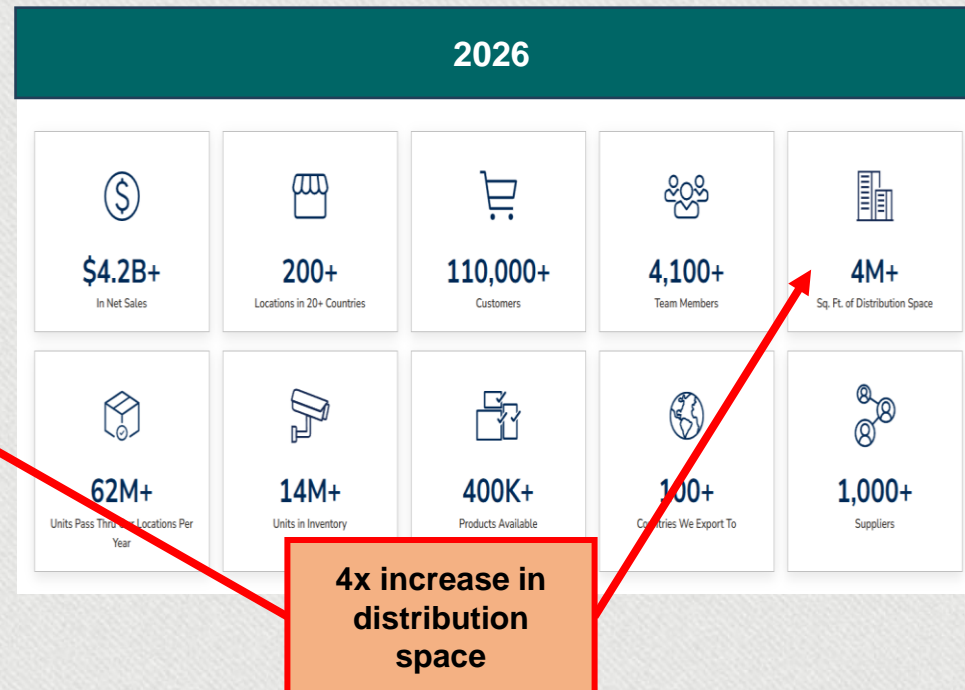 2026
$4.2B+
In Net Sales
200+
Locations in 20+ Countries
110,000+
Customers
4,100+
Team Members
4M+
Sq. Ft. of Distribution Space
62M+
Units Pass Thru Our Locations Per
Year
14M+
Units in Inventory
400K+
Products Available
100+
Countries We Export To
1,000+
Suppliers
4x increase in
distribution
space